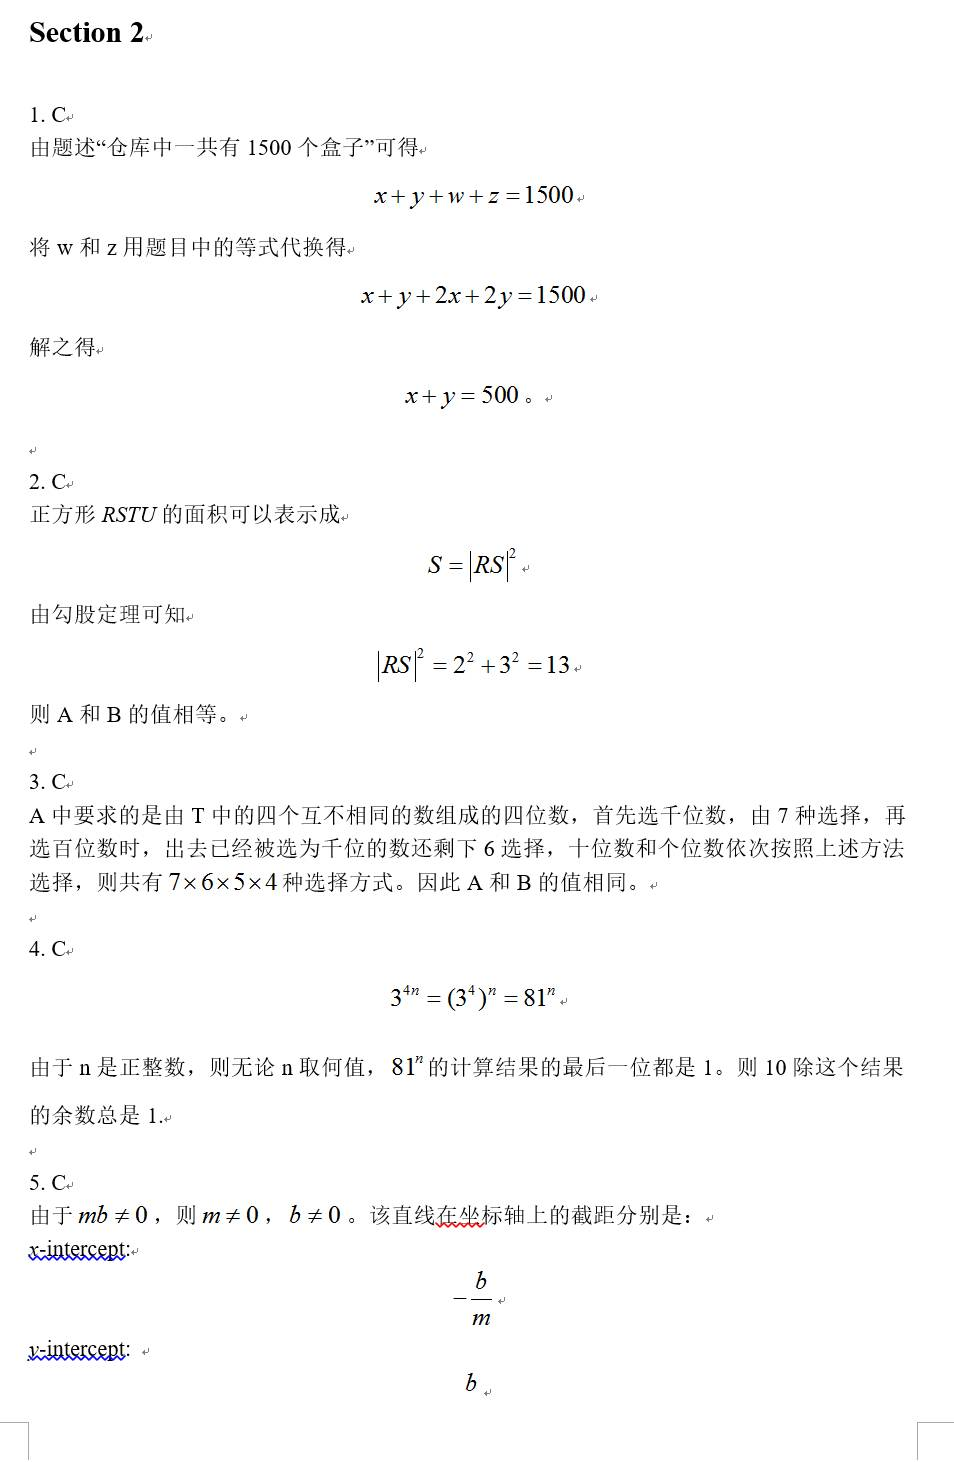 Section 2
1. C
由题述“仓库中一共有 1500 个盒子”可得
x + y + w + z = 1500
将 w 和 z 用题目中的等式代换得
x + y + 2x + 2y = 1500
解之得
x + y = 500 。
2. C
正方形 RSTU 的面积可以表示成
S = |RS|²
由勾股定理可知
|RS|² = 2² + 3² = 13
则 A 和 B 的值相等。
3. C
A 中要求的是由 T 中的四个互不相同的数组成的四位数，首先选千位数，由 7 种选择，再
选百位数时，出去已经被选为千位的数还剩下 6 选择，十位数和个位数依次按照上述方法
选择，则共有 7×6×5×4 种选择方式。因此 A 和 B 的值相同。
4. C
3⁴ⁿ = (3⁴)ⁿ = 81ⁿ
由于 n 是正整数，则无论 n 取何值， 81ⁿ 的计算结果的最后一位都是 1。则 10 除这个结果
的余数总是 1.
5. C
由于 mb ≠ 0 ，则 m ≠ 0 ， b ≠ 0 。该直线在坐标轴上的截距分别是：
x-intercept:
−b/m
y-intercept:
b